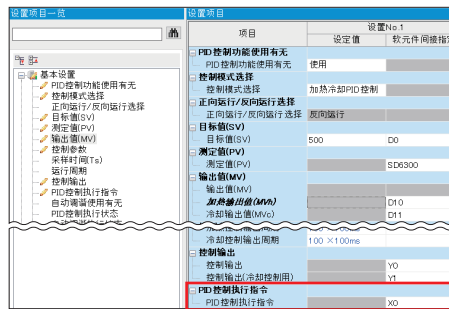 设置项目一览
基本设置
PID控制功能使用有无
控制模式选择
正向运行/反向运行选择
目标值(SV)
测定值(PV)
输出值(MV)
控制参数
采样时间(Ts)
运行周期
控制输出
PID控制执行指令
自动调谐使用有无
PID控制执行状态
设置项目
项目 设置No.1
设定值 软元件间接指定
PID控制功能使用有无
PID控制功能使用有无 使用
控制模式选择
控制模式选择 加热冷却PID控制
正向运行/反向运行选择
正向运行/反向运行选择 反向运行
目标值(SV)
目标值(SV) 500 D0
测定值(PV)
测定值(PV) SD6300
输出值(MV)
输出值(MV)
加热输出值(MVh) D10
冷却输出值(MVc) D11
冷却控制输出周期 100 ×100ms
控制输出
控制输出 Y0
控制输出(冷却控制用) Y1
PID控制执行指令
PID控制执行指令 X0